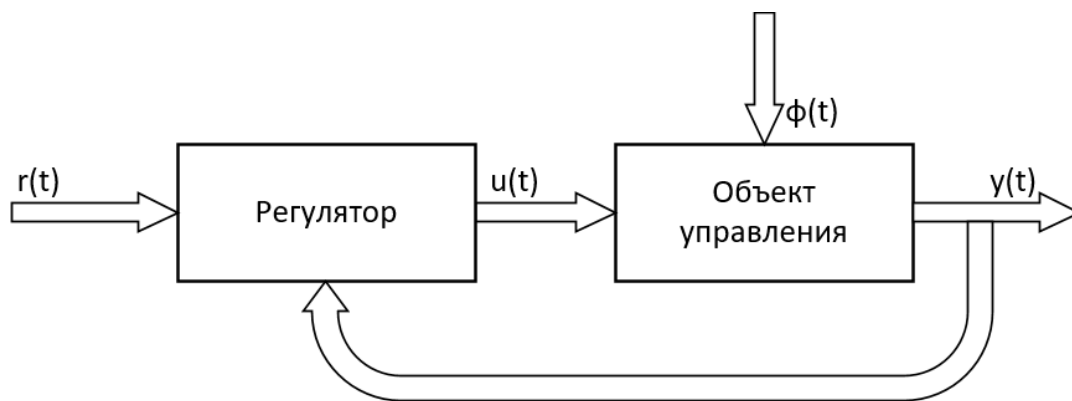 ϕ(t)
r(t)
Регулятор
u(t)
Объект
управления
y(t)